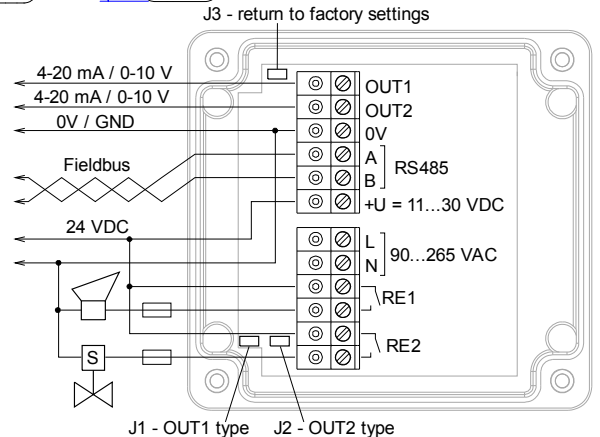 J3 - return to factory settings
4-20 mA / 0-10 V
OUT1
4-20 mA / 0-10 V
OUT2
0V / GND
0V
Fieldbus
A
B
RS485
+U = 11...30 VDC
24 VDC
L
N
90...265 VAC
RE1
RE2
S
J1 - OUT1 type
J2 - OUT2 type